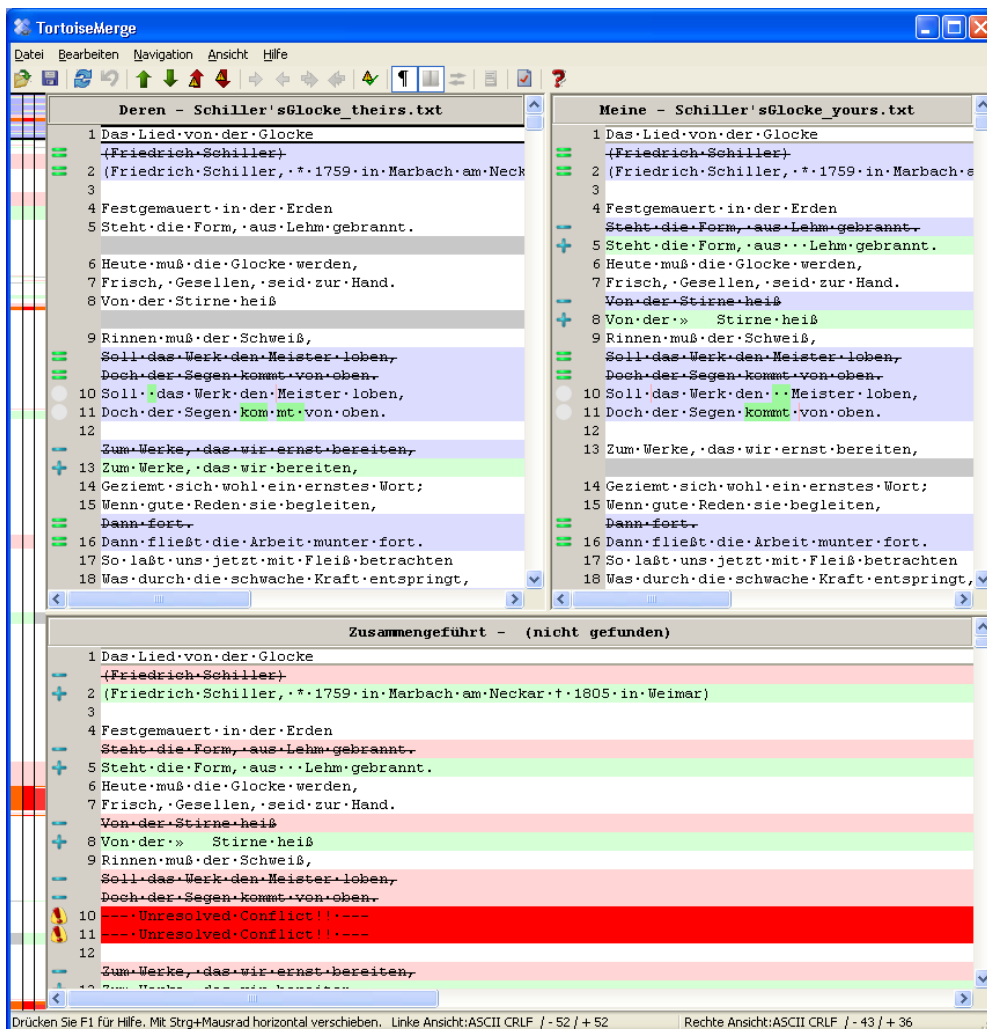 TortoiseMerge
Datei Bearbeiten Navigation Ansicht Hilfe
Deren - Schiller'sGlocke_theirs.txt
1 Das·Lied·von·der·Glocke
(Friedrich·Schiller)
2 (Friedrich·Schiller,·*·1759·in·Marbach·am·Neck
3
4 Festgemauert·in·der·Erden
5 Steht·die·Form,·aus·Lehm·gebrannt.
6 Heute·muß·die·Glocke·werden,
7 Frisch,·Gesellen,·seid·zur·Hand.
8 Von·der·Stirne·heiß
9 Rinnen·muß·der·Schweiß,
Soll·das·Werk·den·Meister·loben,
Doch·der·Segen·kommt·von·oben.
10 Soll··das·Werk·den·Meister·loben,
11 Doch·der·Segen·kom·mt·von·oben.
12
Zum·Werke,·das·wir·ernst·bereiten,
13 Zum·Werke,·das·wir·bereiten,
14 Geziemt·sich·wohl·ein·ernstes·Wort;
15 Wenn·gute·Reden·sie·begleiten,
Dann·fort.
16 Dann·fließt·die·Arbeit·munter·fort.
17 So·laßt·uns·jetzt·mit·Fleiß·betrachten
18 Was·durch·die·schwache·Kraft·entspringt,
Meine - Schiller'sGlocke_yours.txt
1 Das·Lied·von·der·Glocke
(Friedrich·Schiller)
2 (Friedrich·Schiller,·*·1759·in·Marbach·a
3
4 Festgemauert·in·der·Erden
Steht·die·Form,·aus·Lehm·gebrannt.
5 Steht·die·Form,·aus···Lehm·gebrannt.
6 Heute·muß·die·Glocke·werden,
7 Frisch,·Gesellen,·seid·zur·Hand.
Von·der·Stirne·heiß
8 Von·der·» Stirne·heiß
9 Rinnen·muß·der·Schweiß,
Soll·das·Werk·den·Meister·loben,
Doch·der·Segen·kommt·von·oben.
10 Soll·das·Werk·den···Meister·loben,
11 Doch·der·Segen·kommt·von·oben.
12
13 Zum·Werke,·das·wir·ernst·bereiten,
14 Geziemt·sich·wohl·ein·ernstes·Wort;
15 Wenn·gute·Reden·sie·begleiten,
Dann·fort.
16 Dann·fließt·die·Arbeit·munter·fort.
17 So·laßt·uns·jetzt·mit·Fleiß·betrachten
18 Was·durch·die·schwache·Kraft·entspringt,
Zusammengeführt - (nicht gefunden)
1 Das·Lied·von·der·Glocke
(Friedrich·Schiller)
2 (Friedrich·Schiller,·*·1759·in·Marbach·am·Neckar·†·1805·in·Weimar)
3
4 Festgemauert·in·der·Erden
Steht·die·Form,·aus·Lehm·gebrannt.
5 Steht·die·Form,·aus···Lehm·gebrannt.
6 Heute·muß·die·Glocke·werden,
7 Frisch,·Gesellen,·seid·zur·Hand.
Von·der·Stirne·heiß
8 Von·der·» Stirne·heiß
9 Rinnen·muß·der·Schweiß,
Soll·das·Werk·den·Meister·loben,
Doch·der·Segen·kommt·von·oben.
10 ---·Unresolved·Conflict!!·---
11 ---·Unresolved·Conflict!!·---
12
Zum·Werke,·das·wir·ernst·bereiten,
13 Zum·Werke,·das·wir·bereiten
Drücken Sie F1 für Hilfe. Mit Strg+Mausrad horizontal verschieben. Linke Ansicht:ASCII CRLF / - 52 / + 52 Rechte Ansicht:ASCII CRLF / - 43 / + 36